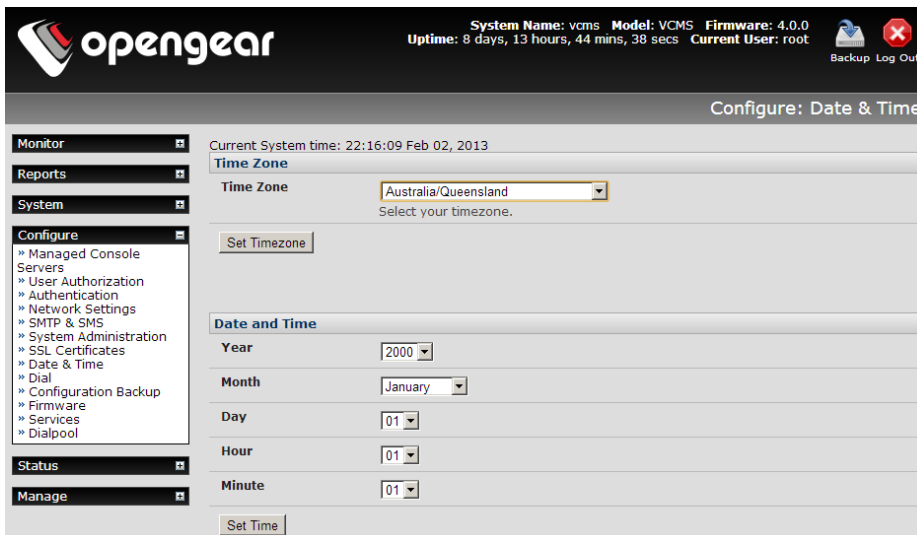 opengear
System Name: vcms Model: VCMS Firmware: 4.0.0
Uptime: 8 days, 13 hours, 44 mins, 38 secs Current User: root
Backup Log Out
Configure: Date & Time
Monitor
Reports
System
Configure
» Managed Console
Servers
» User Authorization
» Authentication
» Network Settings
» SMTP & SMS
» System Administration
» SSL Certificates
» Date & Time
» Dial
» Configuration Backup
» Firmware
» Services
» Dialpool
Status
Manage
Current System time: 22:16:09 Feb 02, 2013
Time Zone
Time Zone
Australia/Queensland
Select your timezone.
Set Timezone
Date and Time
Year
2000
Month
January
Day
01
Hour
01
Minute
01
Set Time